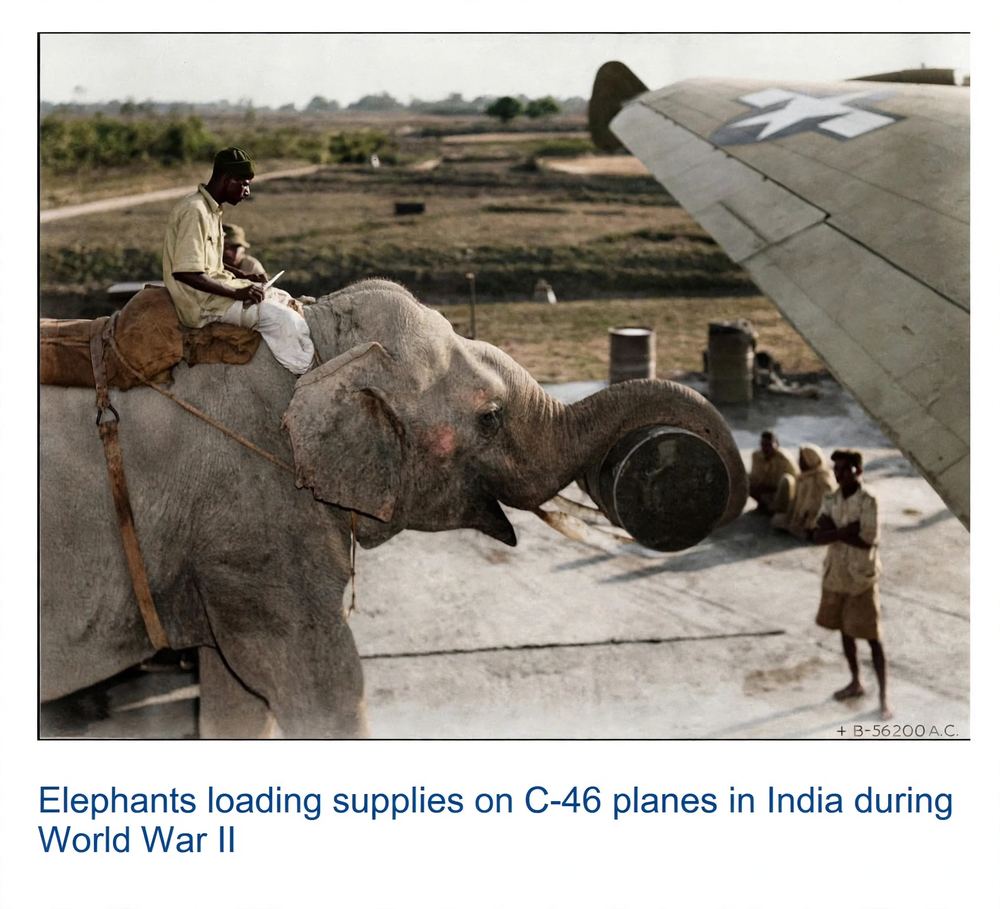 + B-56200 A.C.
Elephants loading supplies on C-46 planes in India during
World War II